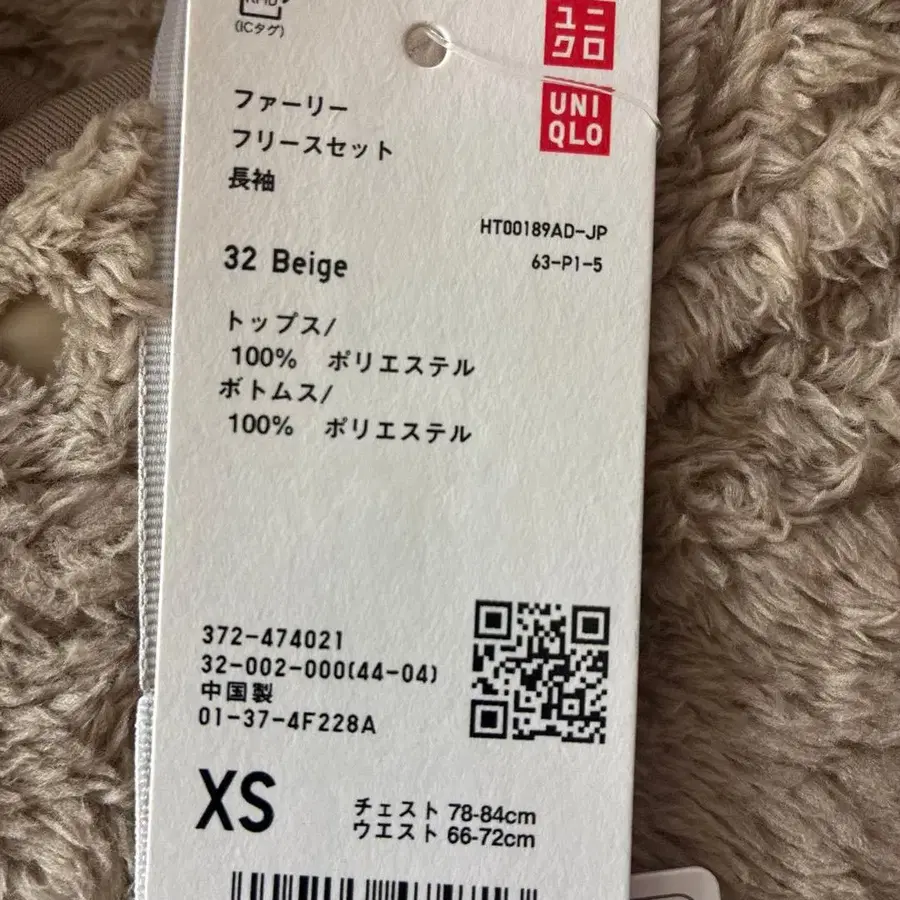 (ICタグ)
ユニ
クロ
UNI
QLO
ファーリー
フリースセット
長袖
HT00189AD-JP
63-P1-5
32 Beige
トップス/
100% ポリエステル
ボトムス/
100% ポリエステル
372-474021
32-002-000(44-04)
中国製
01-37-4F228A
XS
チェスト 78-84cm
ウエスト 66-72cm